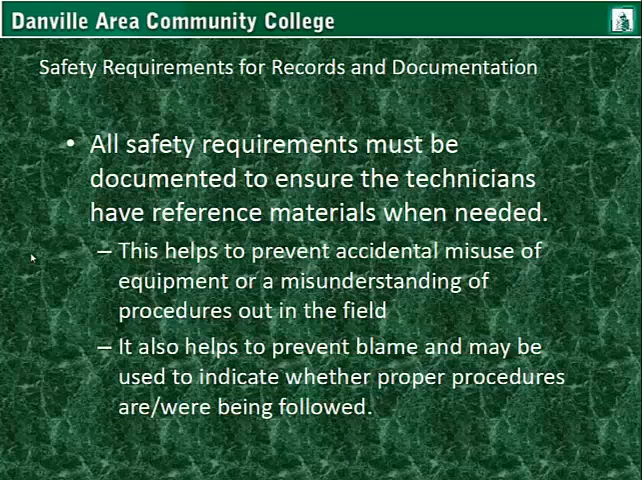 Danville Area Community College
Safety Requirements for Records and Documentation
• All safety requirements must be
documented to ensure the technicians
have reference materials when needed.
– This helps to prevent accidental misuse of
equipment or a misunderstanding of
procedures out in the field
– It also helps to prevent blame and may be
used to indicate whether proper procedures
are/were being followed.